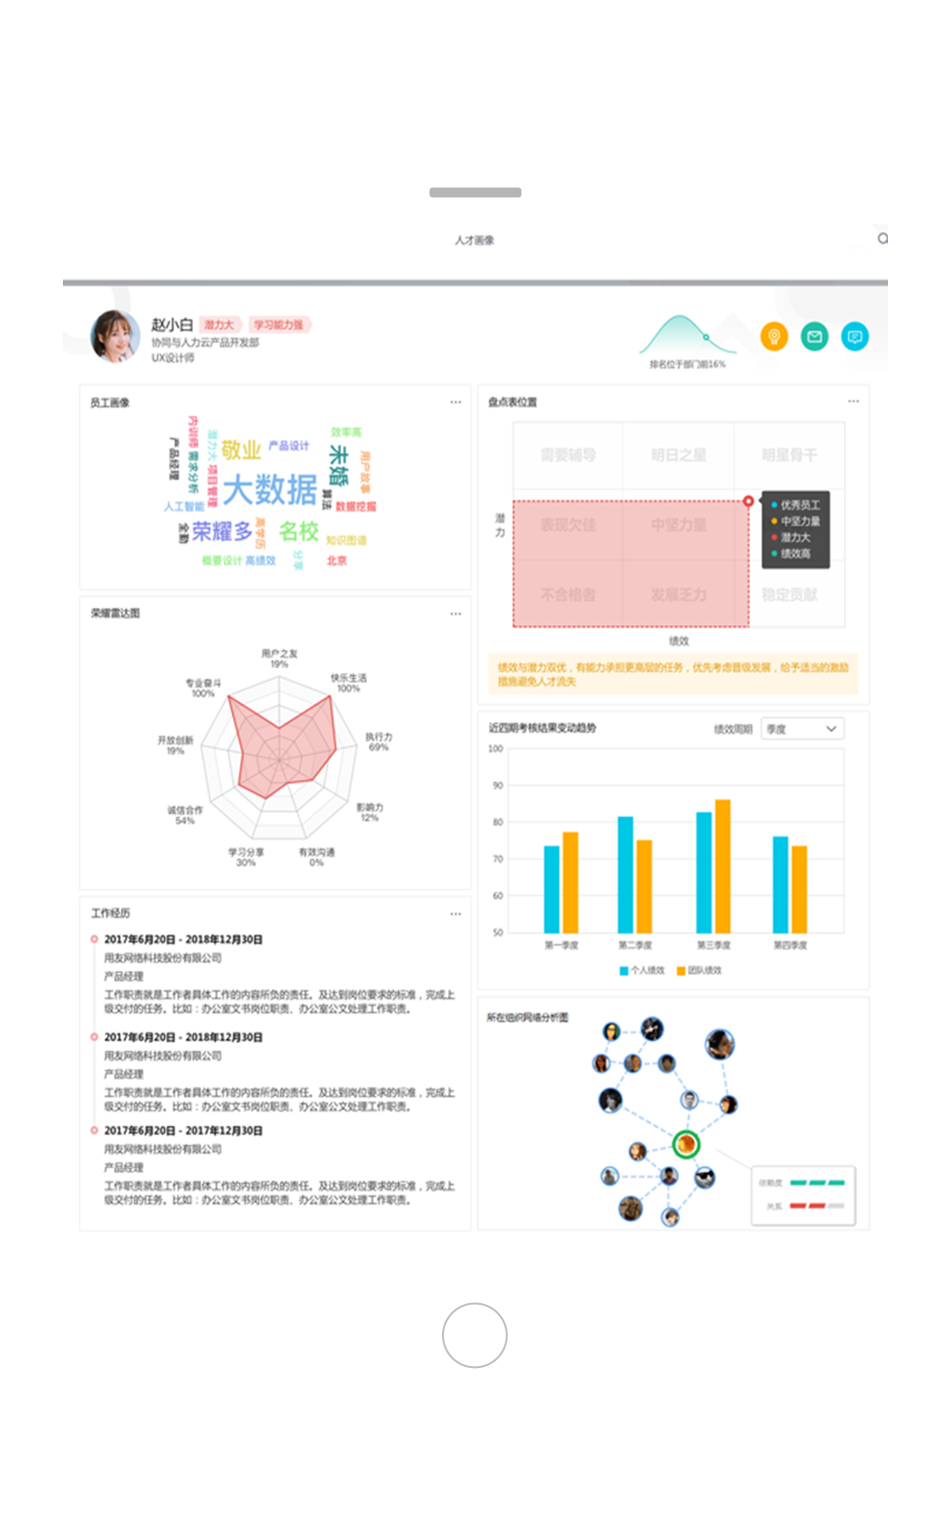 人才画像
赵小白 潜力大 学习能力强
协同与人力云产品开发部
UX设计师
排名位于部门前16%
员工画像
内训师
潜力大
产品经理
需求分析
项目管理
敬业
产品设计
效率高
未婚
用户故事
大数据
算法
人工智能
数据挖掘
全勤
荣耀多
高学历
名校
知识图谱
概要设计
高绩效
分享
北京
盘点表位置
需要辅导 明日之星 明星骨干
潜力
表现欠佳 中坚力量
不合格者 发展乏力 稳定贡献
优秀员工
中坚力量
潜力大
绩效高
绩效
绩效与潜力双优，有能力承担更高层的任务，优先考虑晋级发展，给予适当的激励
措施避免人才流失
荣耀雷达图
用户之友
19%
快乐生活
100%
执行力
69%
影响力
12%
有效沟通
0%
学习分享
30%
诚信合作
54%
开放创新
19%
专业奋斗
100%
近四期考核结果变动趋势
绩效周期 季度
100
90
80
70
60
50
第一季度 第二季度 第三季度 第四季度
个人绩效 团队绩效
工作经历
2017年6月20日 - 2018年12月30日
用友网络科技股份有限公司
产品经理
工作职责就是工作者具体工作的内容所负的责任。及达到岗位要求的标准，完成上
级交付的任务。比如：办公室文书岗位职责、办公室公文处理工作职责。
2017年6月20日 - 2018年12月30日
用友网络科技股份有限公司
产品经理
工作职责就是工作者具体工作的内容所负的责任。及达到岗位要求的标准，完成上
级交付的任务。比如：办公室文书岗位职责、办公室公文处理工作职责。
2017年6月20日 - 2017年12月30日
用友网络科技股份有限公司
产品经理
工作职责就是工作者具体工作的内容所负的责任。及达到岗位要求的标准，完成上
级交付的任务。比如：办公室文书岗位职责、办公室公文处理工作职责。
所在组织网络分析图
依赖度
关系